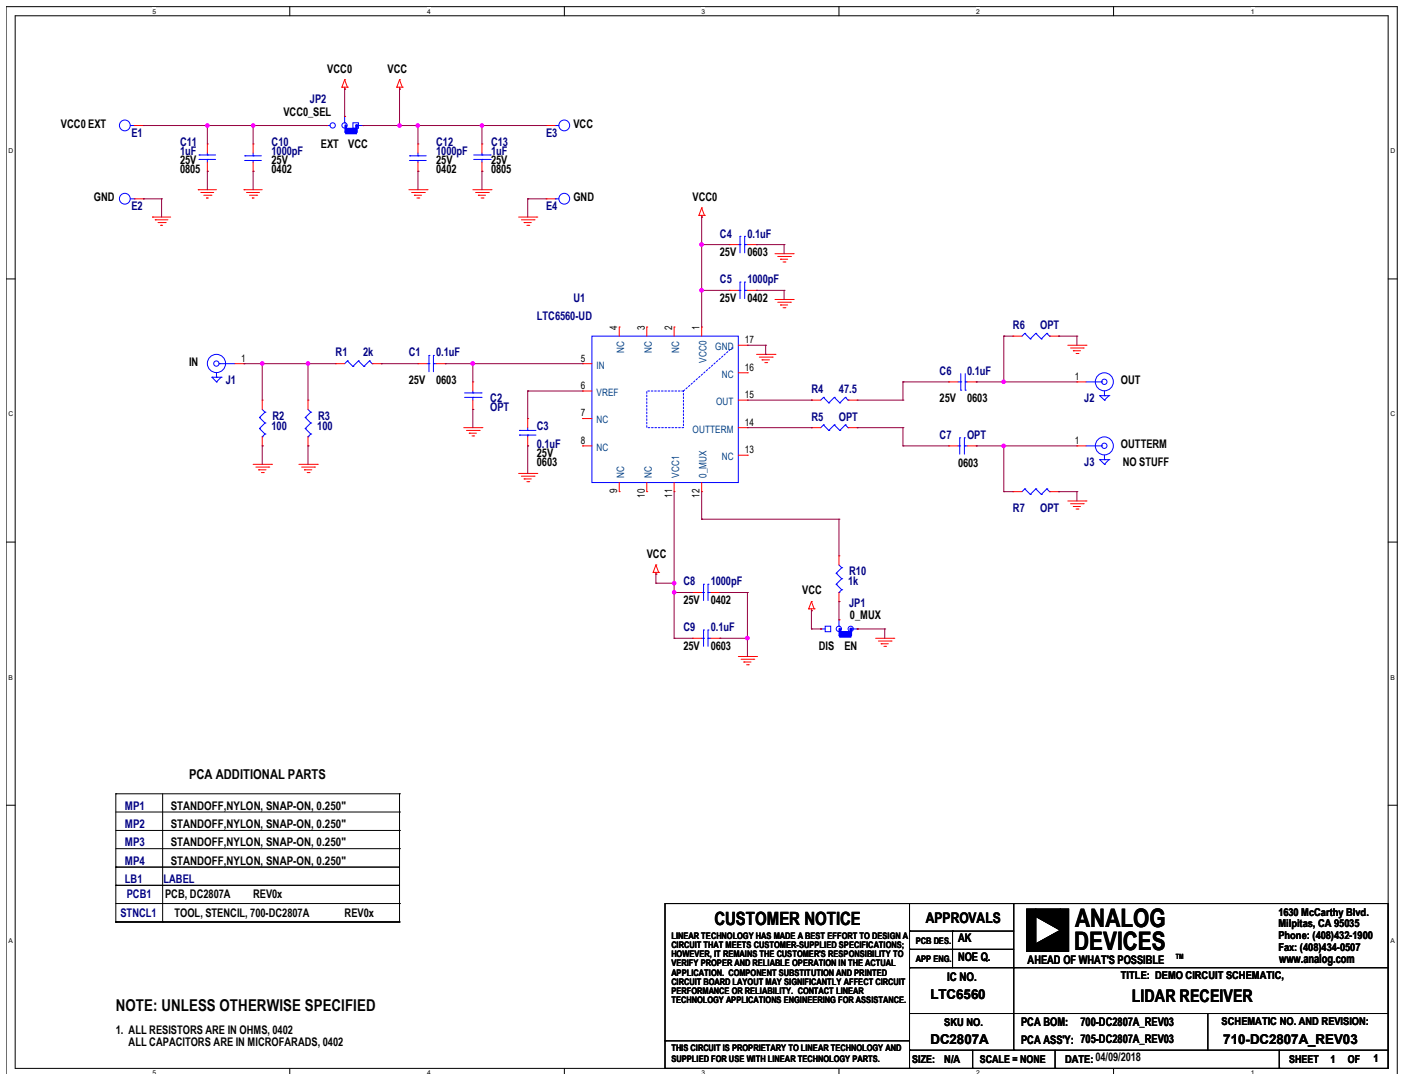 5 4 3 2 1
D
C
B
A
D
C
B
A
VCC0 VCC
JP2
VCC0_SEL
VCC0 EXT
E1
EXT VCC
E3
VCC
C11
1uF
25V
0805
C10
1000pF
25V
0402
C12
1000pF
25V
0402
C13
1uF
25V
0805
GND
E2
E4
GND
VCC0
C4 0.1uF
25V 0603
C5 1000pF
25V 0402
U1
LTC6560-UD
4 3 2 1
NC NC NC VCC0
IN
1
J1
R1 2k
C1 0.1uF
25V 0603
R2
100
R3
100
C2
OPT
C3
0.1uF
25V
0603
5 IN
6 VREF
7 NC
8 NC
GND 17
NC 16
OUT 15
OUTTERM 14
NC 13
NC NC VCC1 0_MUX
9 10 11 12
R4 47.5
R5 OPT
R6 OPT
C6 0.1uF
25V 0603
1
J2
OUT
C7 OPT
0603
1
J3
OUTTERM
NO STUFF
R7 OPT
VCC
C8 1000pF
25V 0402
C9 0.1uF
25V 0603
R10
1k
VCC
JP1
0_MUX
DIS EN
PCA ADDITIONAL PARTS
MP1 STANDOFF,NYLON, SNAP-ON, 0.250"
MP2 STANDOFF,NYLON, SNAP-ON, 0.250"
MP3 STANDOFF,NYLON, SNAP-ON, 0.250"
MP4 STANDOFF,NYLON, SNAP-ON, 0.250"
LB1 LABEL
PCB1 PCB, DC2807A REV0x
STNCL1 TOOL, STENCIL, 700-DC2807A REV0x
NOTE: UNLESS OTHERWISE SPECIFIED
1. ALL RESISTORS ARE IN OHMS, 0402
ALL CAPACITORS ARE IN MICROFARADS, 0402
CUSTOMER NOTICE
LINEAR TECHNOLOGY HAS MADE A BEST EFFORT TO DESIGN A
CIRCUIT THAT MEETS CUSTOMER-SUPPLIED SPECIFICATIONS;
HOWEVER, IT REMAINS THE CUSTOMER'S RESPONSIBILITY TO
VERIFY PROPER AND RELIABLE OPERATION IN THE ACTUAL
APPLICATION. COMPONENT SUBSTITUTION AND PRINTED
CIRCUIT BOARD LAYOUT MAY SIGNIFICANTLY AFFECT CIRCUIT
PERFORMANCE OR RELIABILITY. CONTACT LINEAR
TECHNOLOGY APPLICATIONS ENGINEERING FOR ASSISTANCE.
THIS CIRCUIT IS PROPRIETARY TO LINEAR TECHNOLOGY AND
SUPPLIED FOR USE WITH LINEAR TECHNOLOGY PARTS.
APPROVALS
PCB DES. AK
APP ENG. NOE Q.
IC NO.
LTC6560
SKU NO.
DC2807A
SIZE: N/A SCALE = NONE DATE: 04/09/2018 SHEET 1 OF 1
ANALOG
DEVICES
AHEAD OF WHAT'S POSSIBLE TM
1630 McCarthy Blvd.
Milpitas, CA 95035
Phone: (408)432-1900
Fax: (408)434-0507
www.analog.com
TITLE: DEMO CIRCUIT SCHEMATIC,
LIDAR RECEIVER
PCA BOM: 700-DC2807A_REV03
PCA ASS'Y: 705-DC2807A_REV03
SCHEMATIC NO. AND REVISION:
710-DC2807A_REV03
5 4 3 2 1